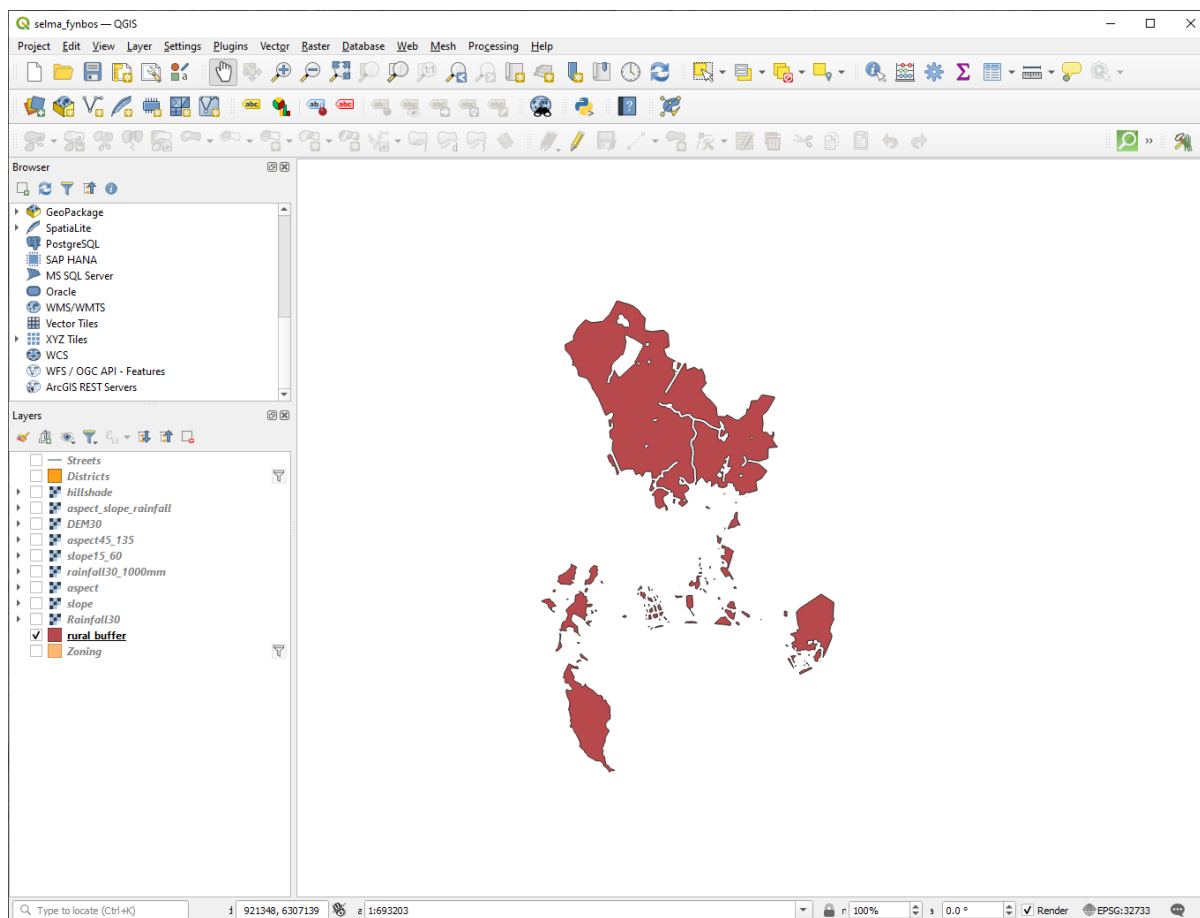 selma_fynbos — QGIS
Project Edit View Layer Settings Plugins Vector Raster Database Web Mesh Processing Help
Browser
GeoPackage
SpatiaLite
PostgreSQL
SAP HANA
MS SQL Server
Oracle
WMS/WMTS
Vector Tiles
XYZ Tiles
WCS
WFS / OGC API - Features
ArcGIS REST Servers
Layers
Streets
Districts
hillshade
aspect_slope_rainfall
DEM30
aspect45_135
slope15_60
rainfall30_1000mm
aspect
slope
Rainfall30
rural_buffer
Zoning
Type to locate (Ctrl+K) 921348, 6307139 1:693203 100% 0.0 ° Render EPSG:32733